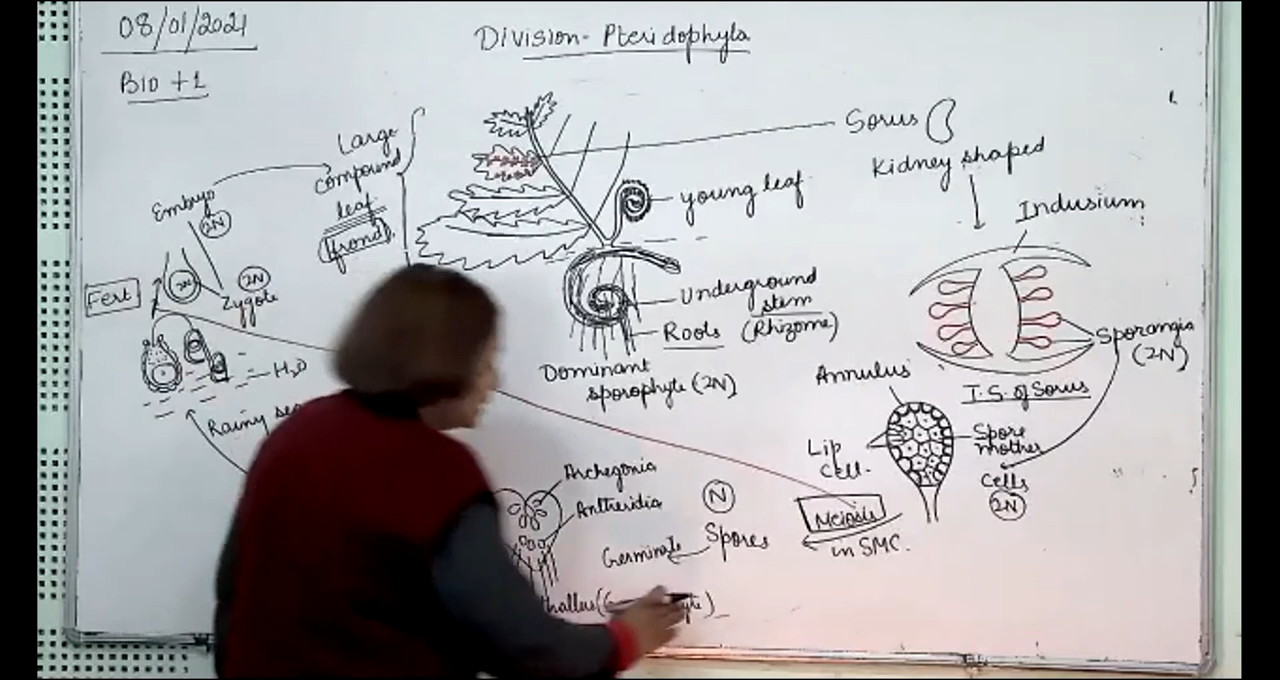 08/01/2021
BIO +1
Division- Pteridophyta
Large
compound
leaf
(frond).
Embryo
2N
Fert
2N
2N
Zygote
H2O
Rainy
Sorus
Kidney shaped
young leaf
Underground
stem
(Rhizome)
Roots
Dominant
sporophyte (2N)
Indusium
Sporangia
(2N)
T.S. of Sorus
Annulus
Lip
cell.
Spore
mother
cells
2N
Meiosis
in SMC.
N
Spores
Germinate
Archegonia
Antheridia